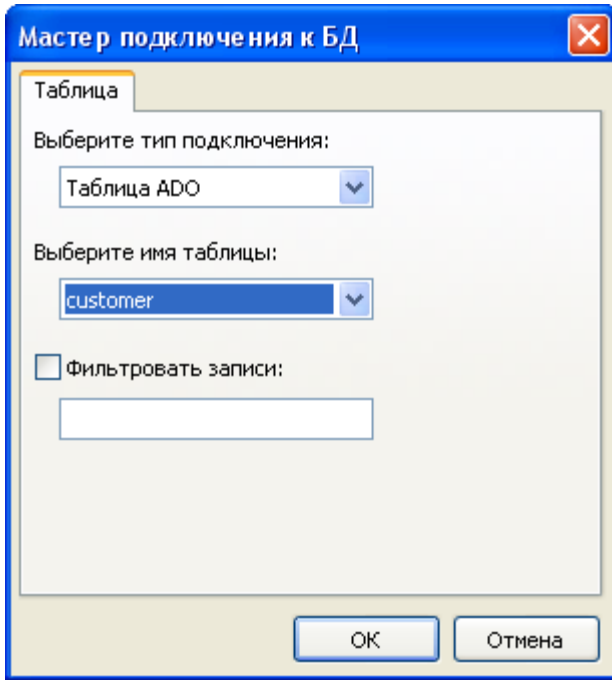 Мастер подключения к БД
Таблица
Выберите тип подключения:
Таблица ADO
Выберите имя таблицы:
customer
Фильтровать записи:
ОК
Отмена